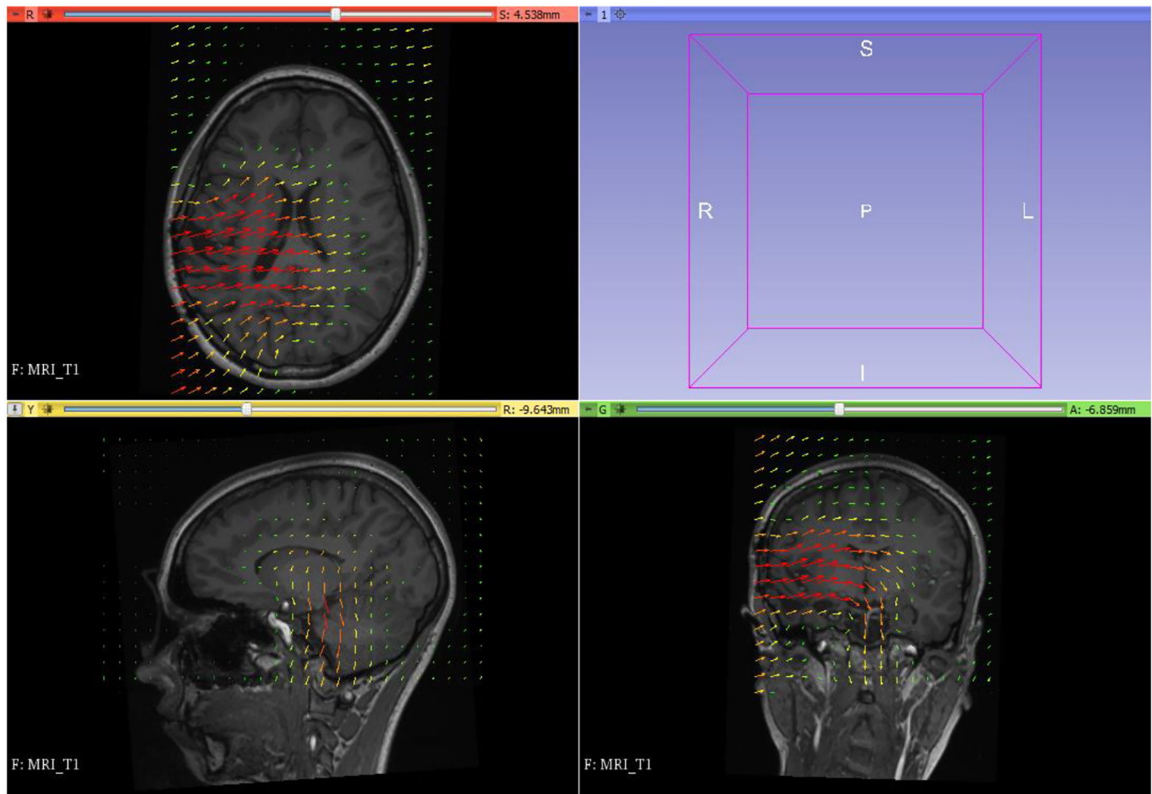 R S: 4.538mm
1
S
R P L
I
F: MRI_T1
Y R: -9.643mm
G A: -6.859mm
F: MRI_T1
F: MRI_T1